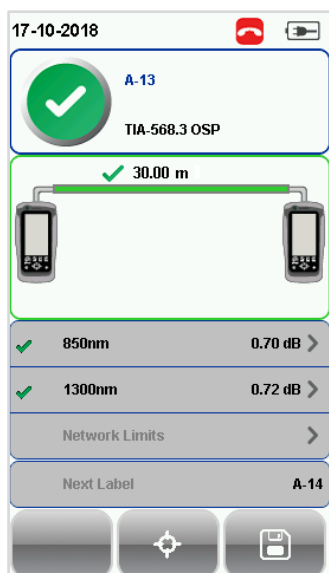 17-10-2018
A-13
TIA-568.3 OSP
30.00 m
850nm 0.70 dB
1300nm 0.72 dB
Network Limits
Next Label A-14